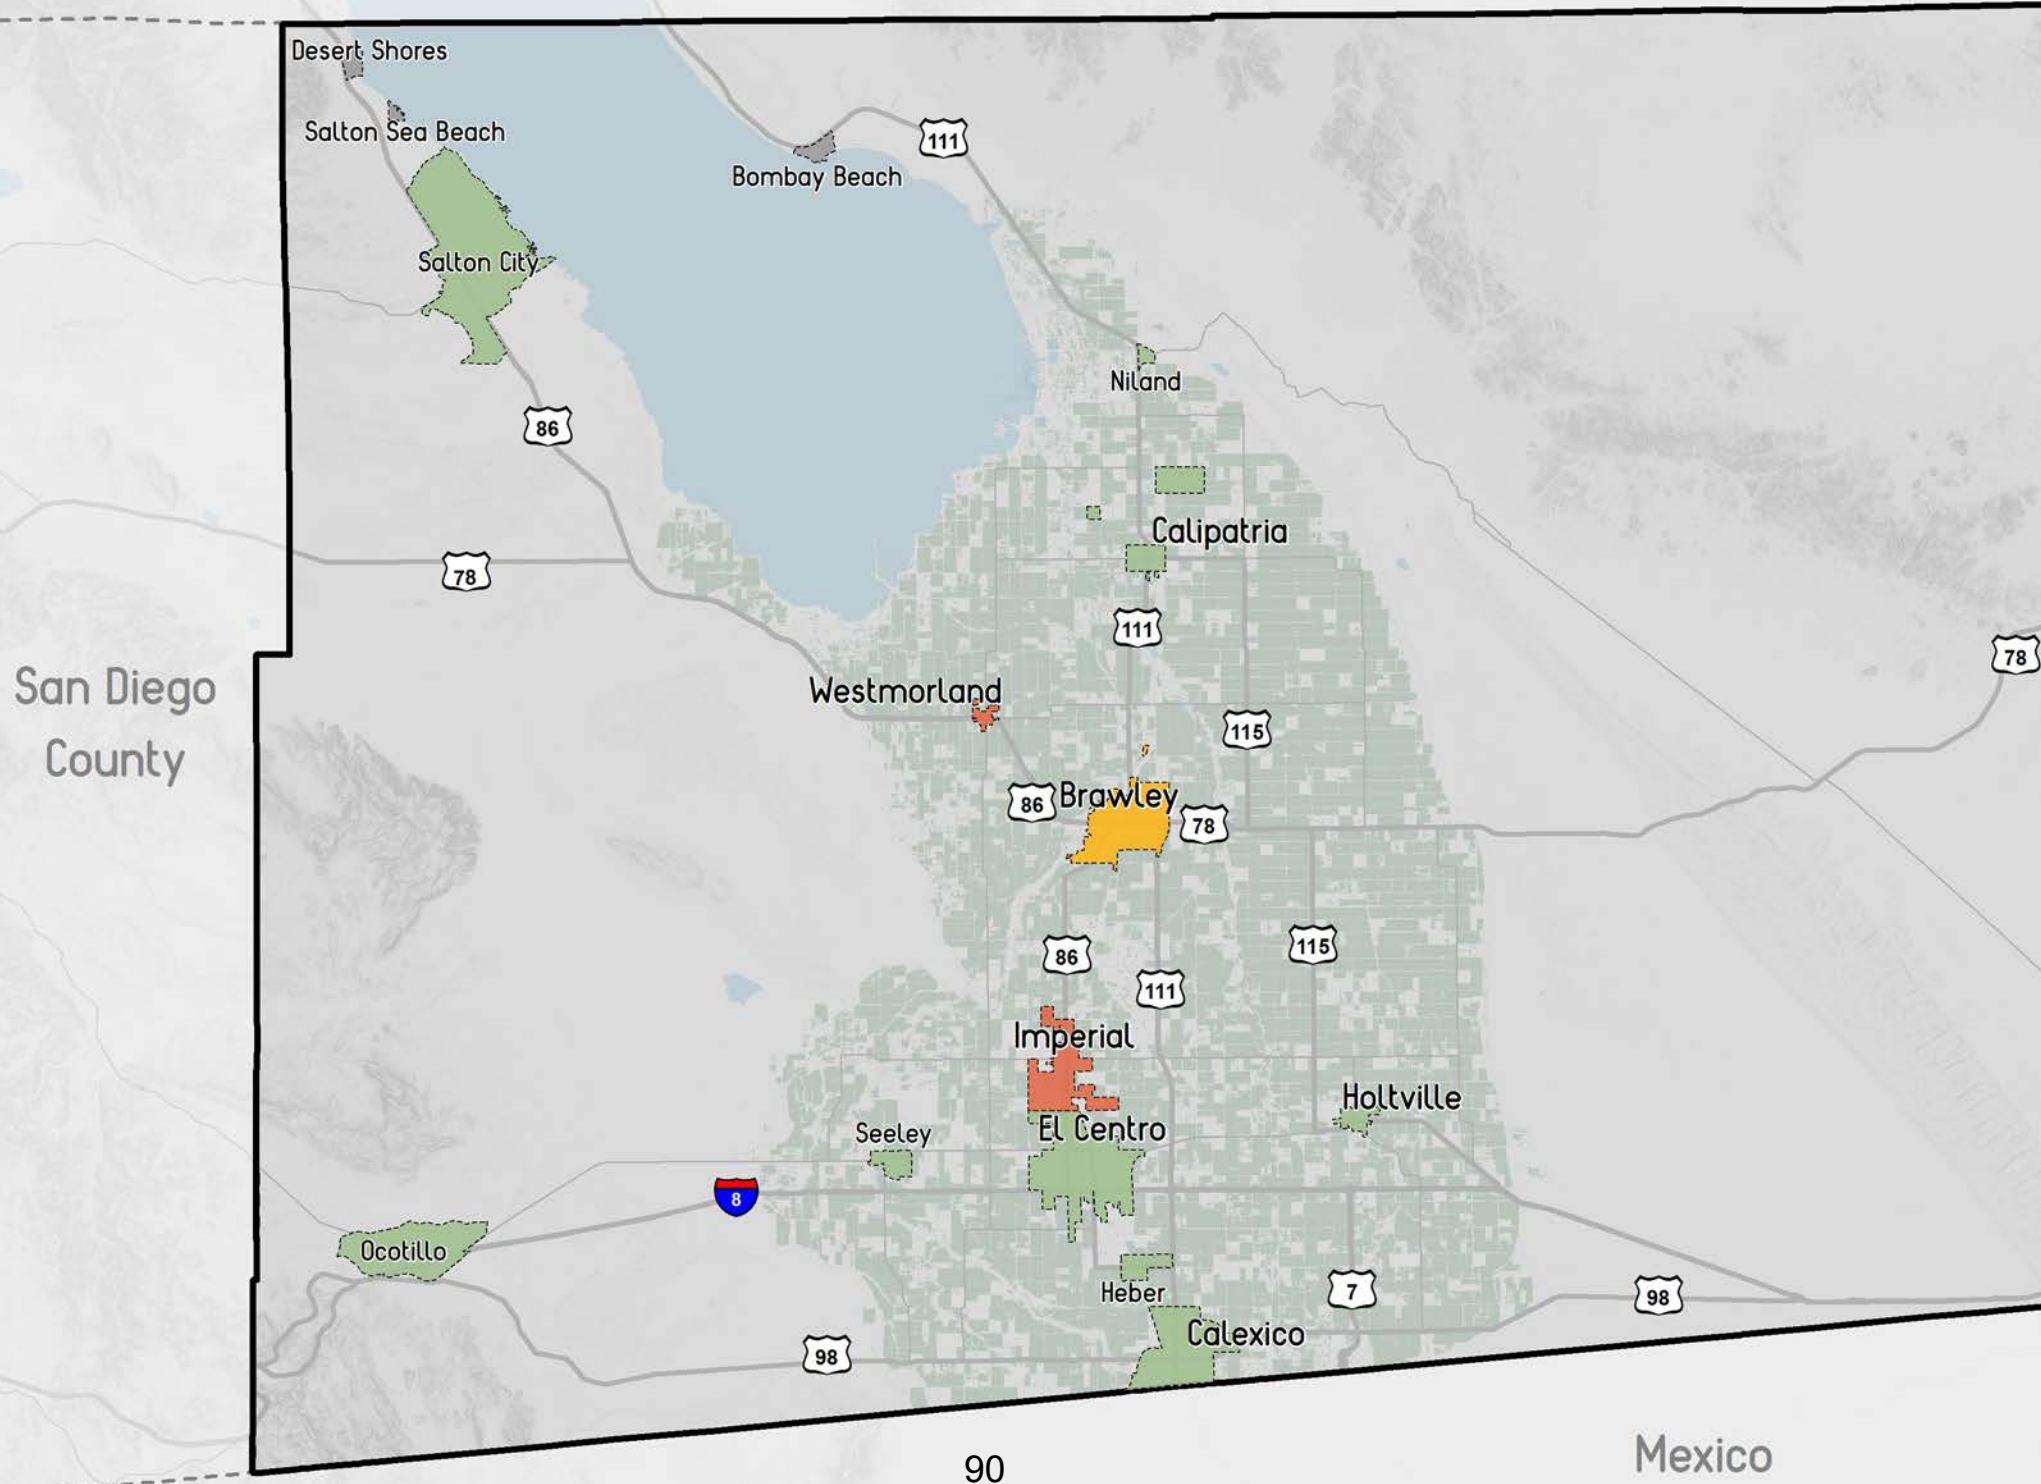 Desert Shores
Salton Sea Beach
111
Bombay Beach
Salton City
Niland
86
Calipatria
78
111
78
San Diego
County
Westmorland
115
86
Brawley
78
115
86
111
Imperial
Holtville
El Centro
Seeley
8
Ocotillo
Heber
7
98
Calexico
98
Mexico
90